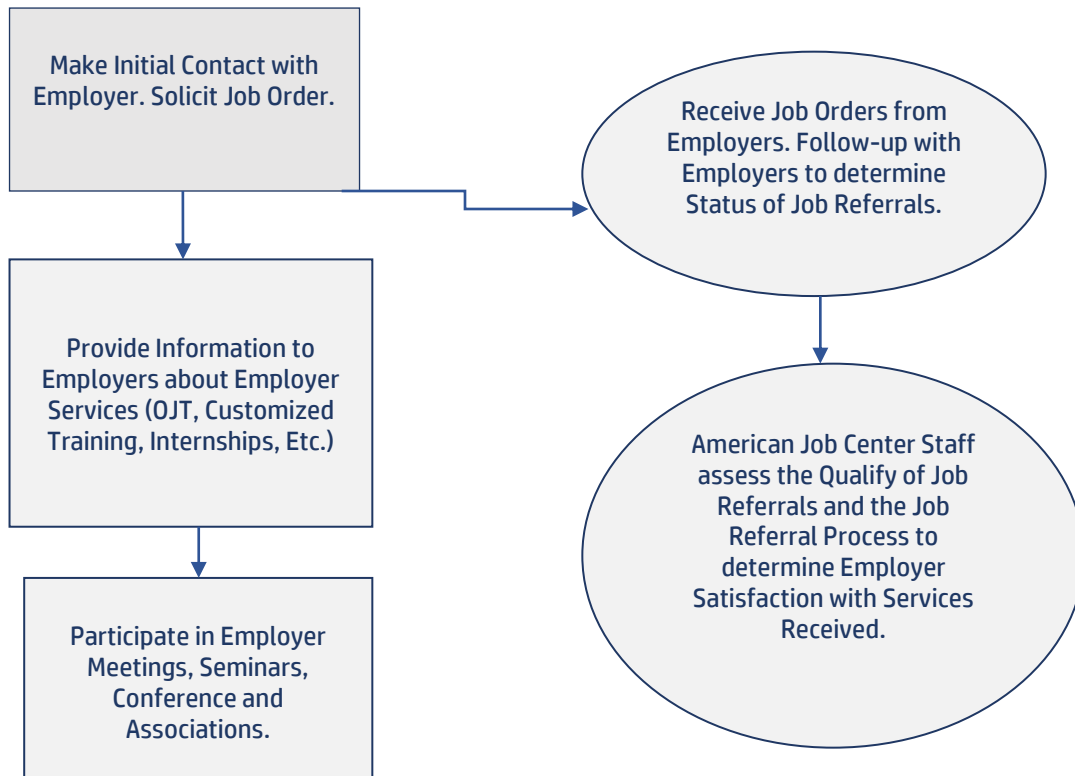 Make Initial Contact with
Employer. Solicit Job Order.
Receive Job Orders from
Employers. Follow-up with
Employers to determine
Status of Job Referrals.
Provide Information to
Employers about Employer
Services (OJT, Customized
Training, Internships, Etc.)
American Job Center Staff
assess the Qualify of Job
Referrals and the Job
Referral Process to
determine Employer
Satisfaction with Services
Received.
Participate in Employer
Meetings, Seminars,
Conference and
Associations.